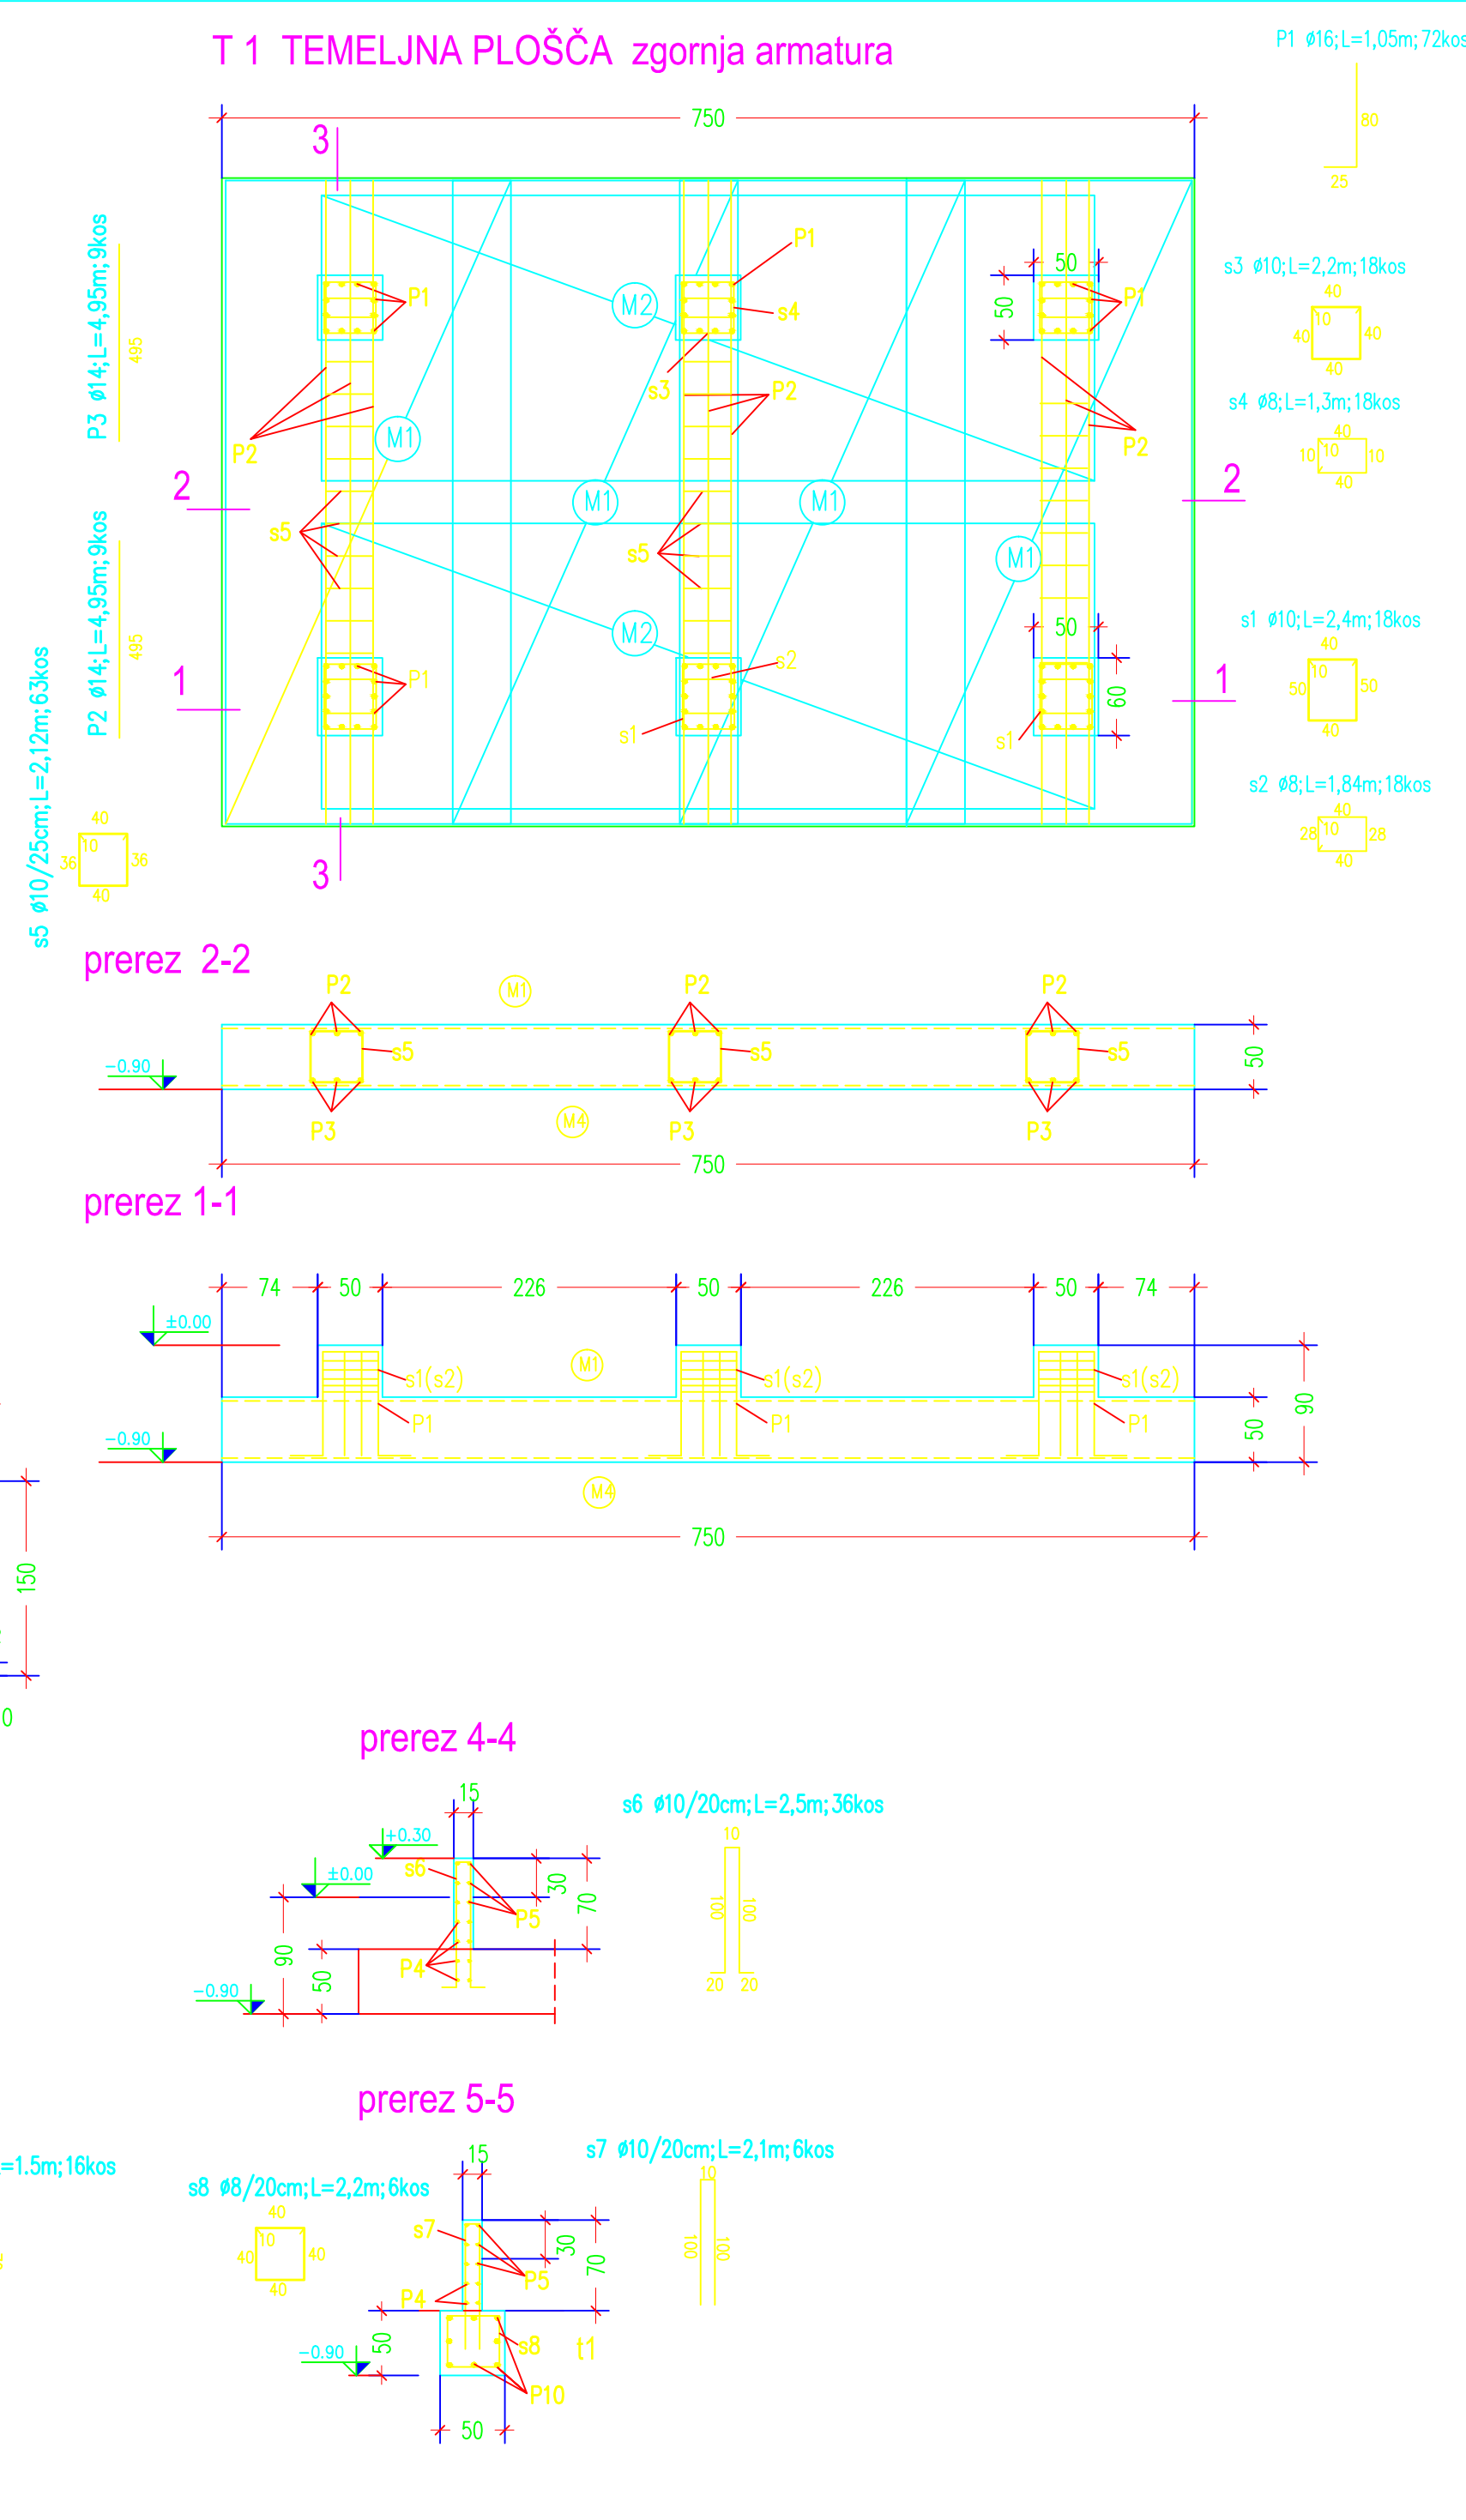 T 1 TEMELJNA PLOŠČA zgornja armatura
P1 ø16;L=1,05m;72kos
80
25
750
3
P3 ø14;L=4,95m;9kos
495
P1
50
50
P1
P1
s4
s3
P2
M2
s3 ø10;L=2,2m;18kos
40
10
40
40
40
P2
M1
P2
s4 ø8;L=1,3m;18kos
40
10
10
10
40
2
2
M1
M1
s5
s5
M1
P2 ø14;L=4,95m;9kos
495
M2
50
s1 ø10;L=2,4m;18kos
40
10
50
50
40
1
P1
s2
60
1
s1
s1
s2 ø8;L=1,84m;18kos
40
10
28
28
40
s5 ø10/25cm;L=2,12m;63kos
40
10
36
36
40
3
prerez 2-2
P2
M1
P2
P2
s5
s5
s5
50
-0.90
P3
M4
P3
P3
750
prerez 1-1
74
50
226
50
226
50
74
±0.00
M1
s1(s2)
s1(s2)
s1(s2)
P1
P1
P1
90
50
-0.90
M4
750
150
0
prerez 4-4
15
s6 ø10/20cm;L=2,5m;36kos
10
100
100
20
20
+0.30
s6
±0.00
30
70
P5
90
50
P4
-0.90
prerez 5-5
15
s7 ø10/20cm;L=2,1m;6kos
10
100
100
L=1.5m;16kos
s8 ø8/20cm;L=2,2m;6kos
40
10
40
40
40
s7
30
70
P5
P4
50
s8
t1
-0.90
P10
50